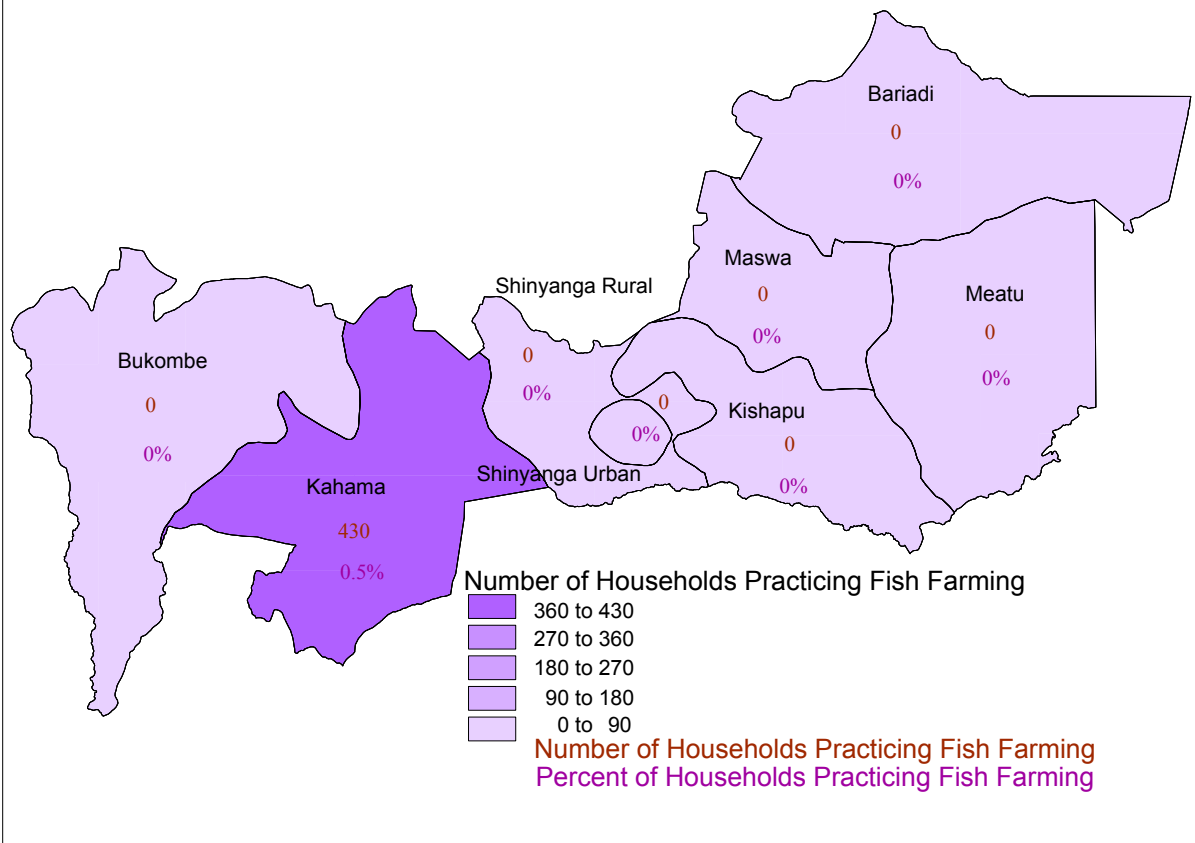 Bariadi
0
0%
Maswa
0
0%
Shinyanga Rural
0
0%
Meatu
0
0%
Bukombe
0
0%
0
0%
Kishapu
0
0%
Shinyanga Urban
Kahama
430
0.5%
Number of Households Practicing Fish Farming
360 to 430
270 to 360
180 to 270
90 to 180
0 to 90
Number of Households Practicing Fish Farming
Percent of Households Practicing Fish Farming